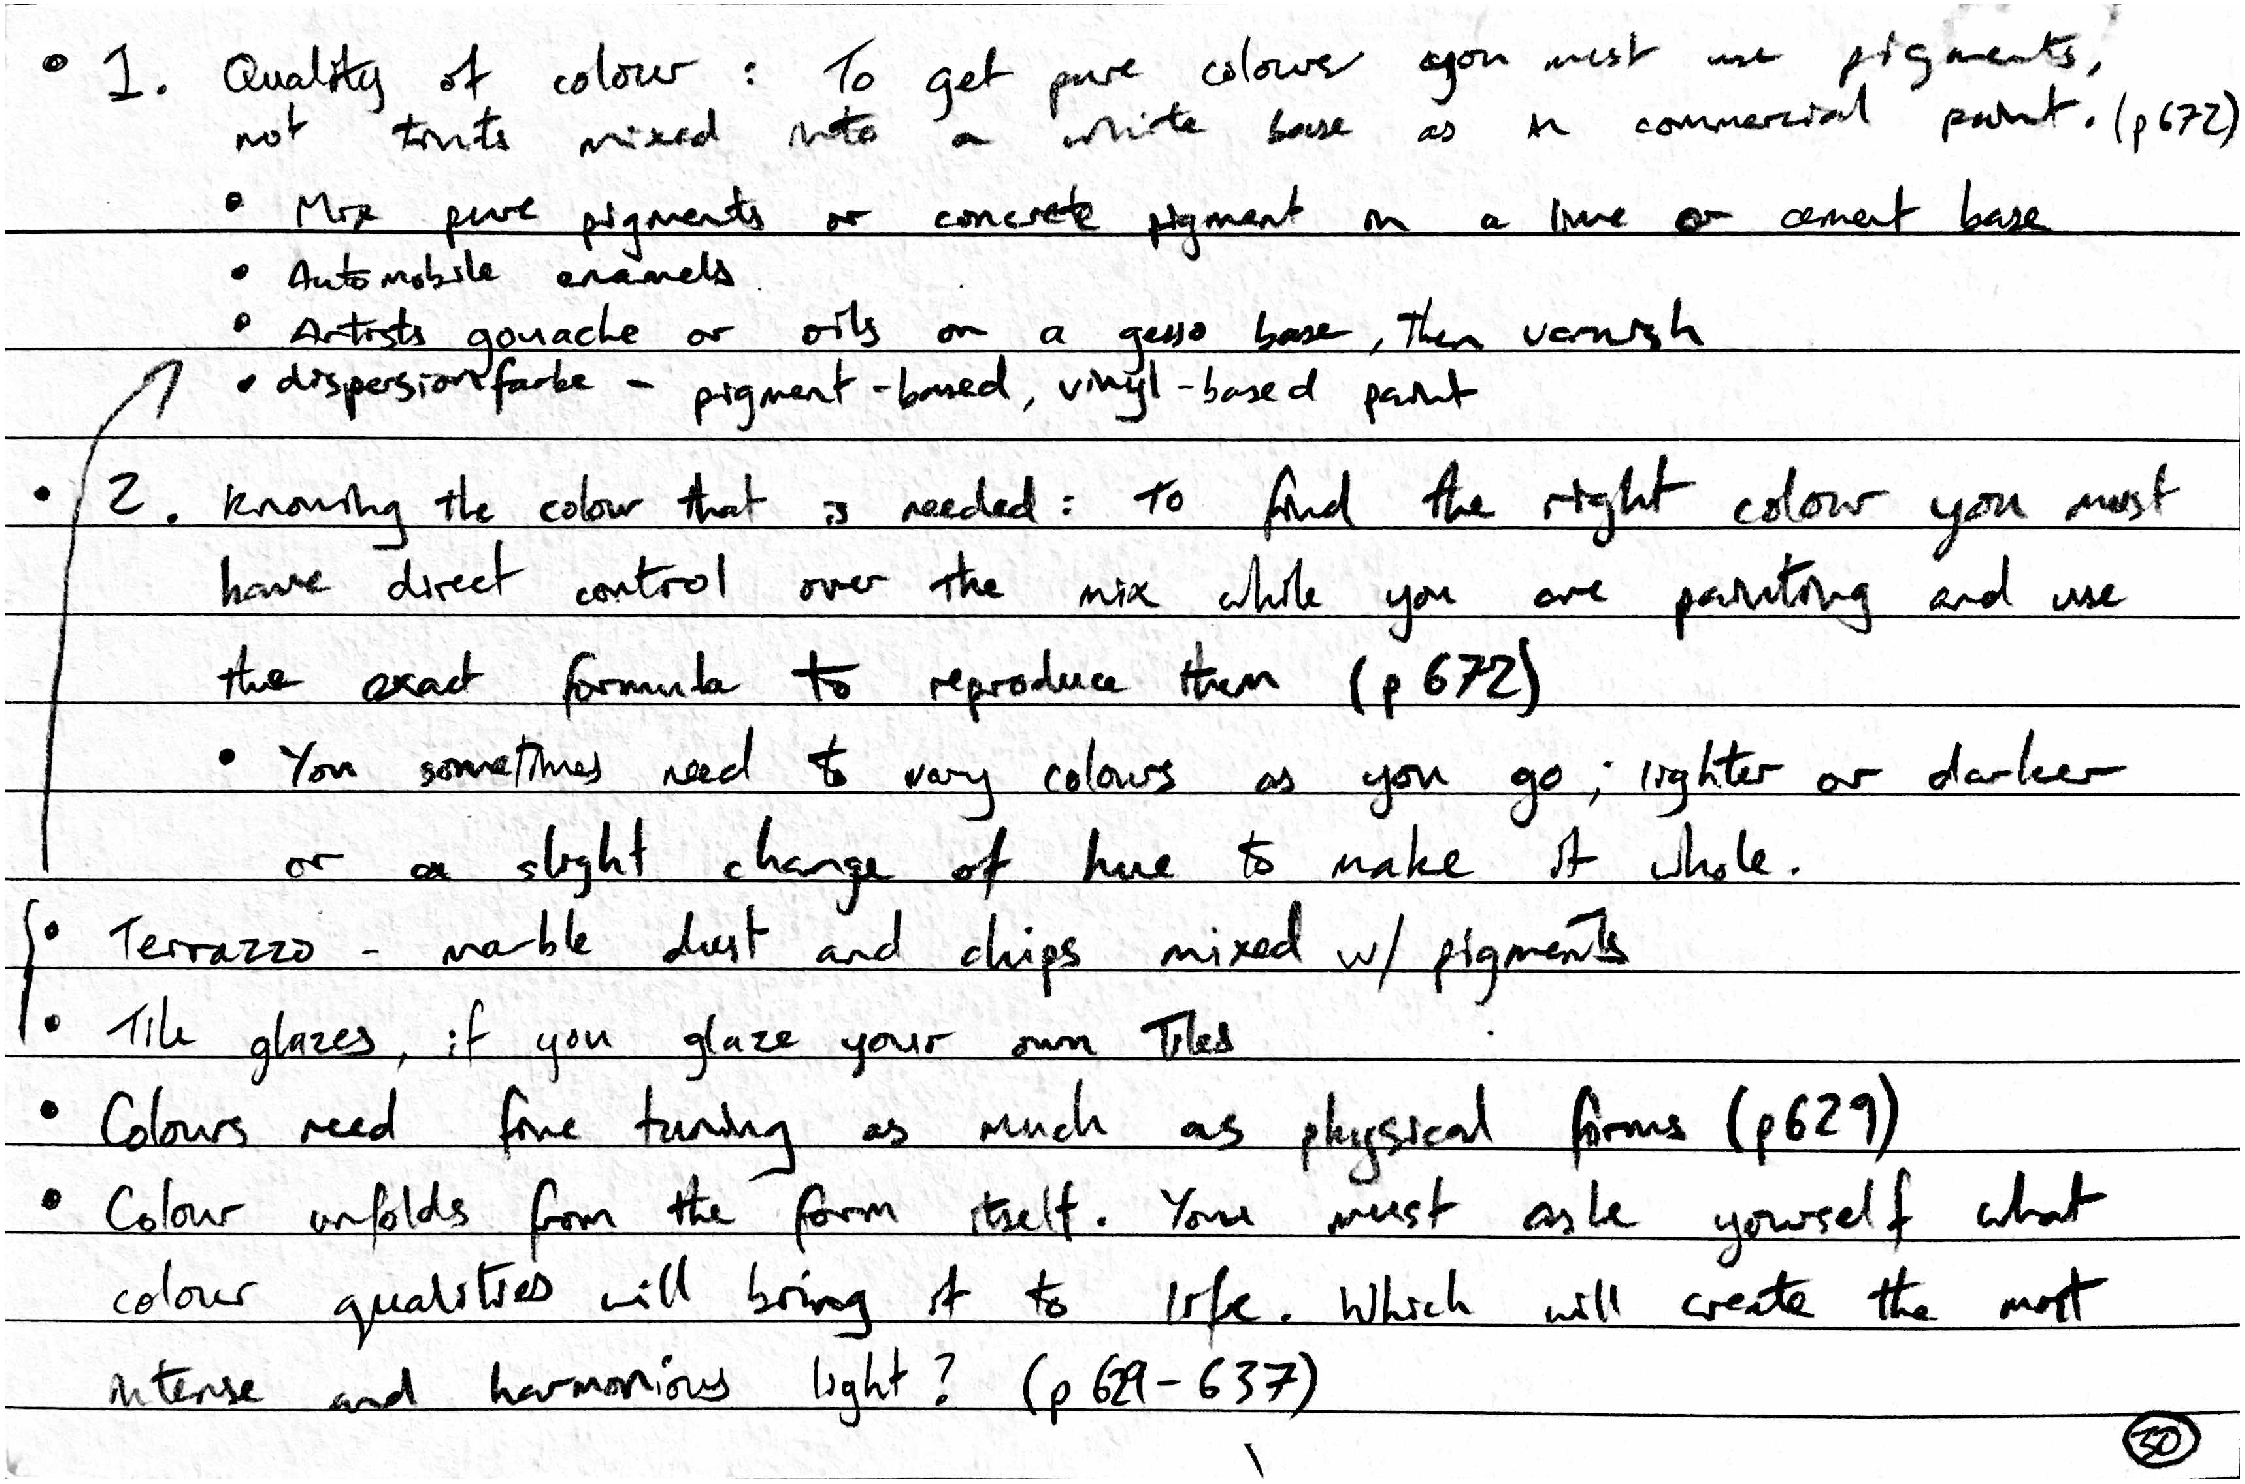 • 1. Quality of colour : To get pure colours you must use pigments,
not tints mixed into a white base as in commercial paint. (p672)
• Mix pure pigments or concrete pigment in a lime or cement base
• Automobile enamels
• Artists gouache or oils on a gesso base, then varnish
• dispersionfarbe - pigment-based, vinyl-based paint
• 2. Knowing the colour that is needed: To find the right colour you must
have direct control over the mix while you are painting and use
the exact formula to reproduce them (p 672)
• You sometimes need to vary colours as you go; lighter or darker
or a slight change of hue to make it whole.
• Terrazzo - marble dust and chips mixed w/ pigments
• Tile glazes, if you glaze your own Tiles
• Colours need fine tuning as much as physical forms (p629)
• Colour unfolds from the form itself. You must ask yourself what
colour qualities will bring it to life. Which will create the most
intense and harmonious light? (p 629-637)
30